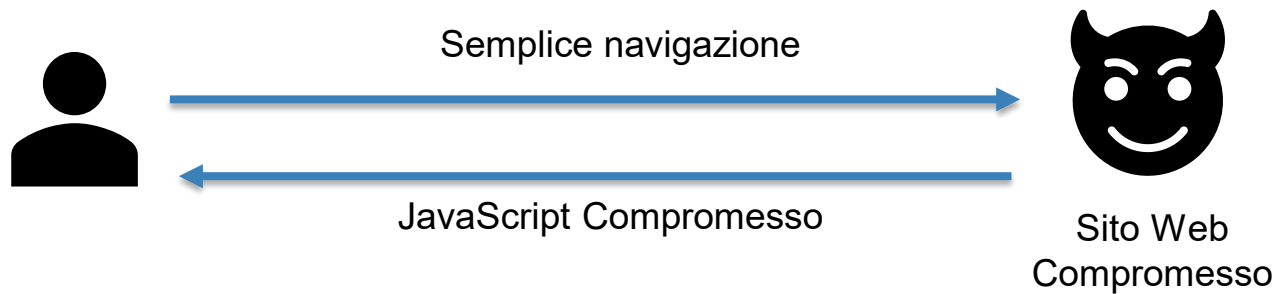 Semplice navigazione
JavaScript Compromesso
Sito Web
Compromesso